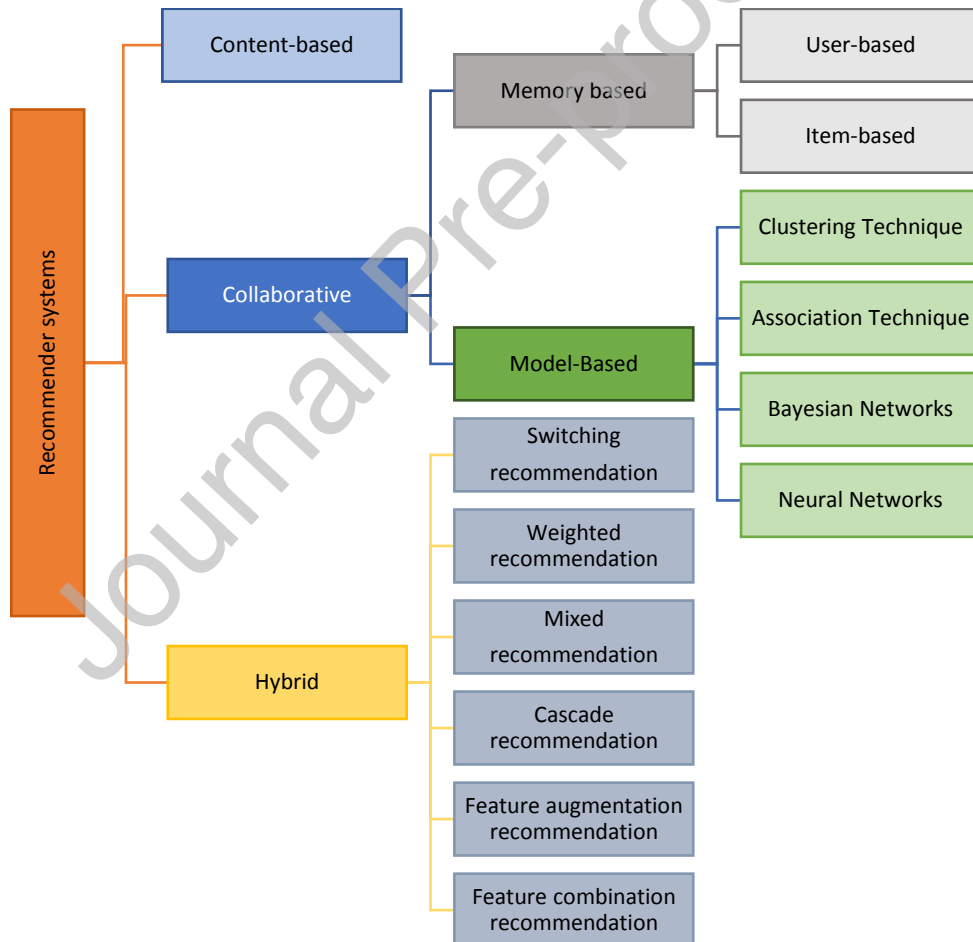 Content-based
User-based
Memory based
Item-based
Clustering Technique
Recommender systems
Collaborative
Association Technique
Model-Based
Bayesian Networks
Switching
recommendation
Neural Networks
Weighted
recommendation
Mixed
recommendation
Hybrid
Cascade
recommendation
Feature augmentation
recommendation
Feature combination
recommendation
Journal Pre-proo